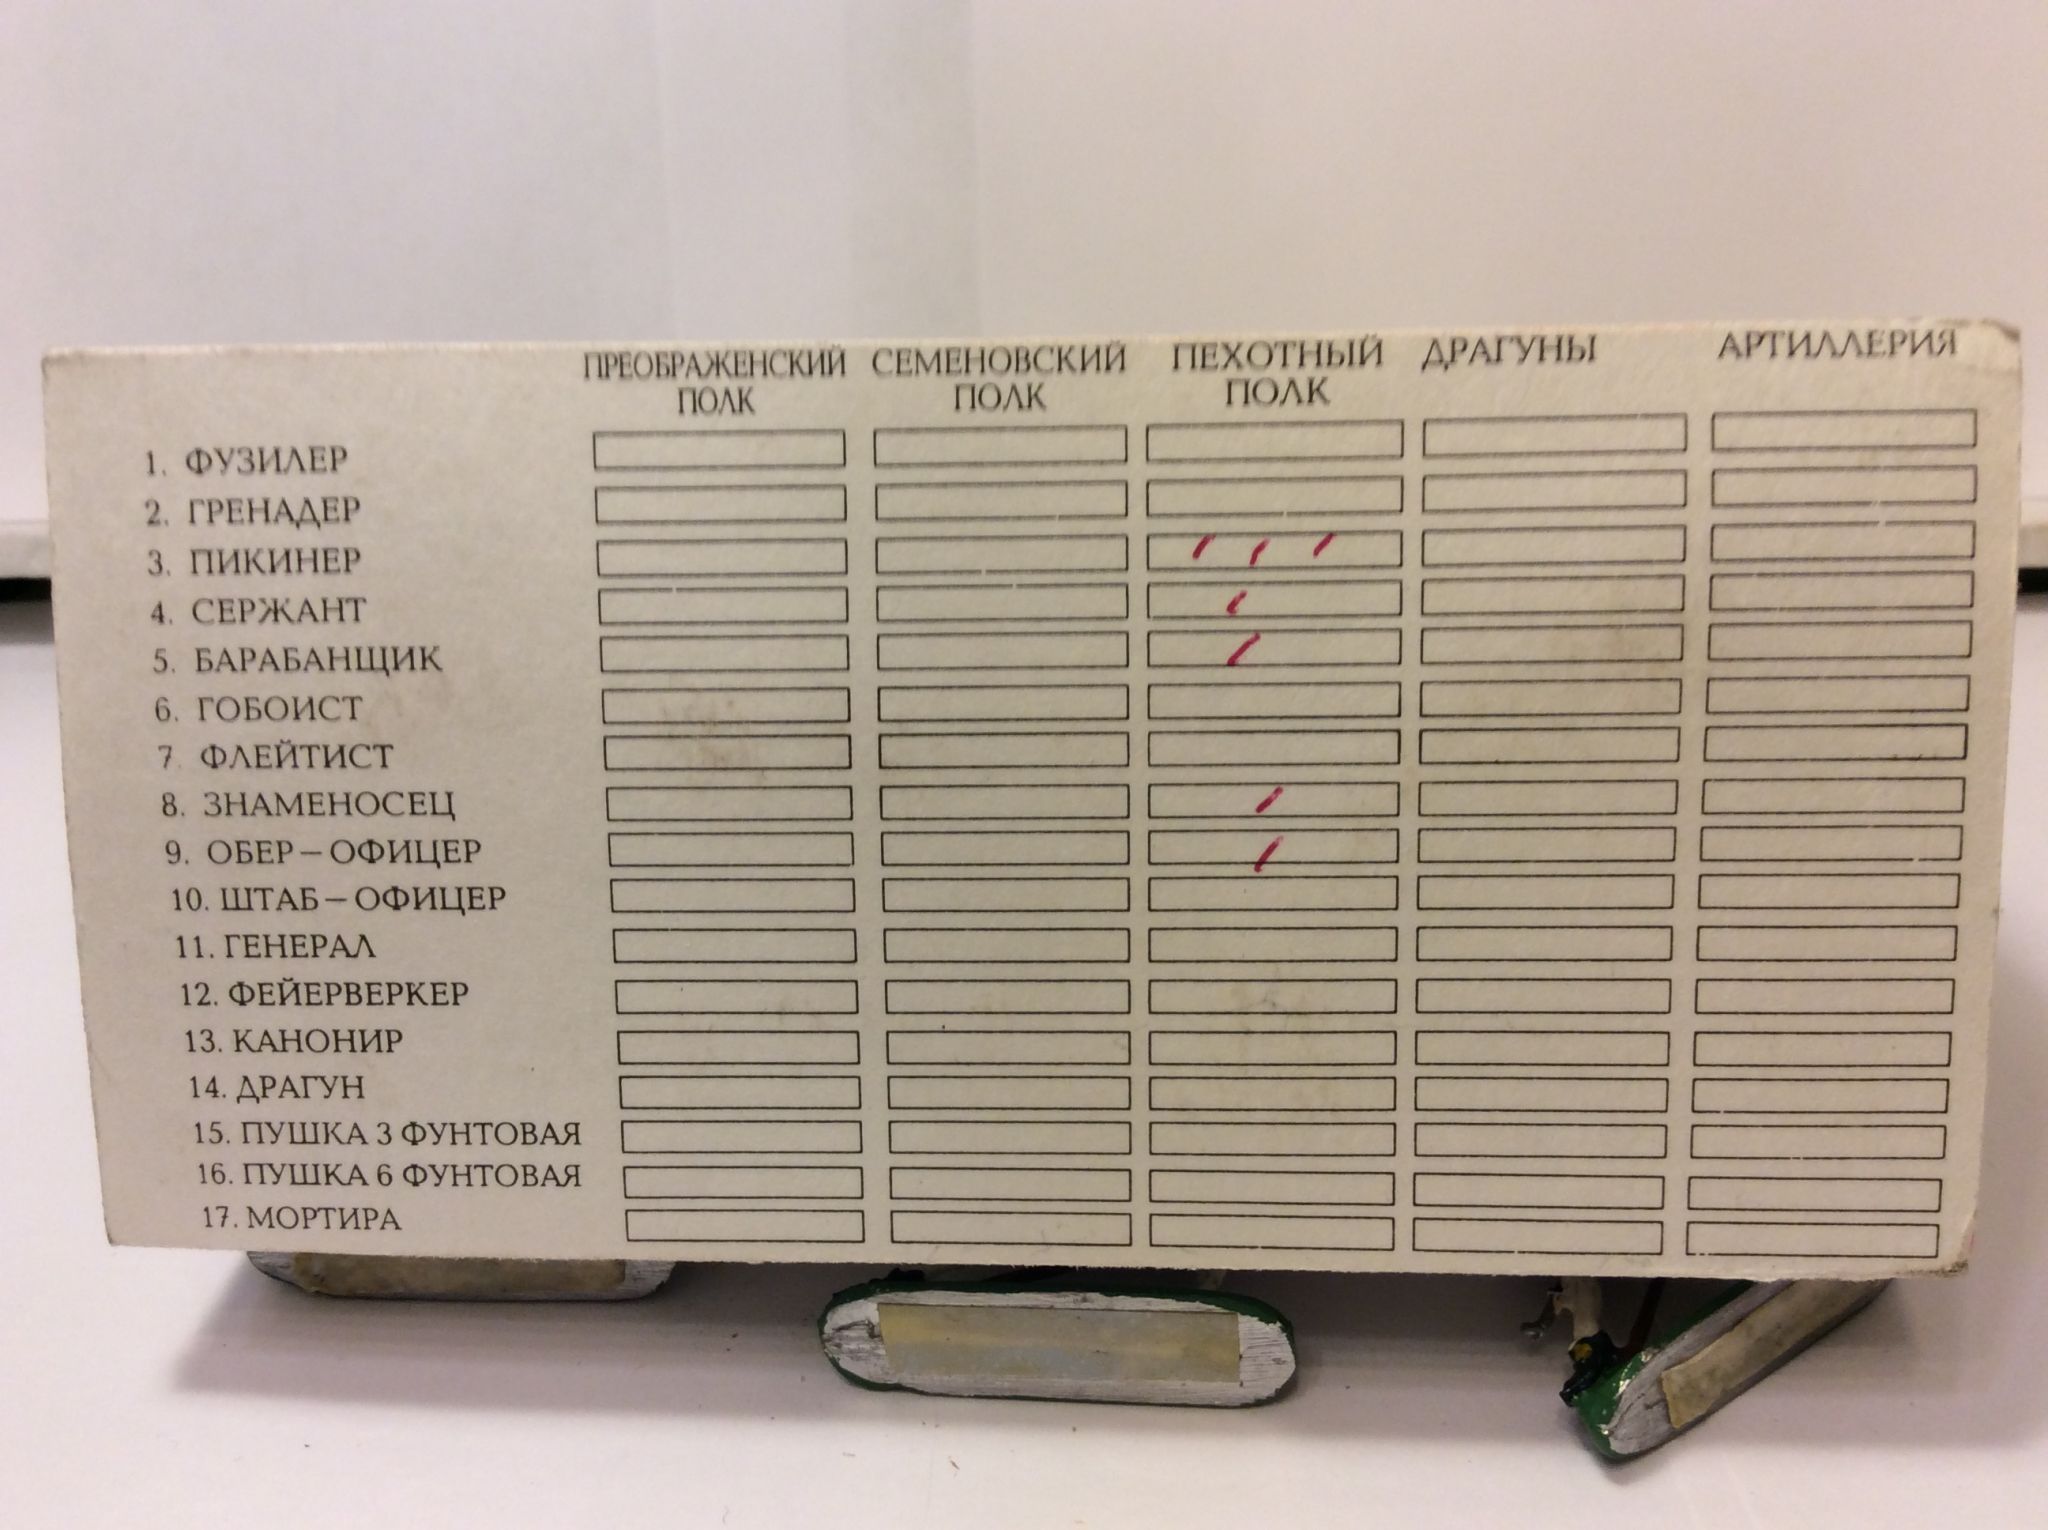 ПРЕОБРАЖЕНСКИЙ СЕМЕНОВСКИЙ ПЕХОТНЫЙ ДРАГУНЫ АРТИЛЛЕРИЯ
ПОЛК ПОЛК ПОЛК
1. ФУЗИЛЕР
2. ГРЕНАДЕР
3. ПИКИНЕР
4. СЕРЖАНТ
5. БАРАБАНЩИК
6. ГОБОИСТ
7. ФЛЕЙТИСТ
8. ЗНАМЕНОСЕЦ
9. ОБЕР–ОФИЦЕР
10. ШТАБ–ОФИЦЕР
11. ГЕНЕРАЛ
12. ФЕЙЕРВЕРКЕР
13. КАНОНИР
14. ДРАГУН
15. ПУШКА 3 ФУНТОВАЯ
16. ПУШКА 6 ФУНТОВАЯ
17. МОРТИРА